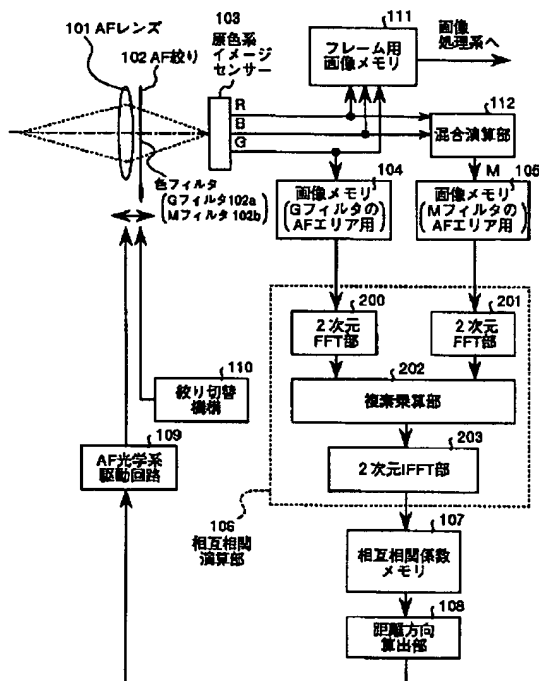 101 AFレンズ
102 AF絞り
103
原色系
イメージ
センサー
R
B
G
111
フレーム用
画像メモリ
画像
処理系へ
112
混合演算部
M
色フィルタ
(Gフィルタ102a
Mフィルタ102b)
104
画像メモリ
(Gフィルタの
AFエリア用)
105
画像メモリ
(Mフィルタの
AFエリア用)
200
2次元
FFT部
201
2次元
FFT部
202
複素乗算部
203
2次元IFFT部
110
絞り切替
機構
109
AF光学系
駆動回路
106
相互相関
演算部
107
相互相関係数
メモリ
108
距離方向
算出部